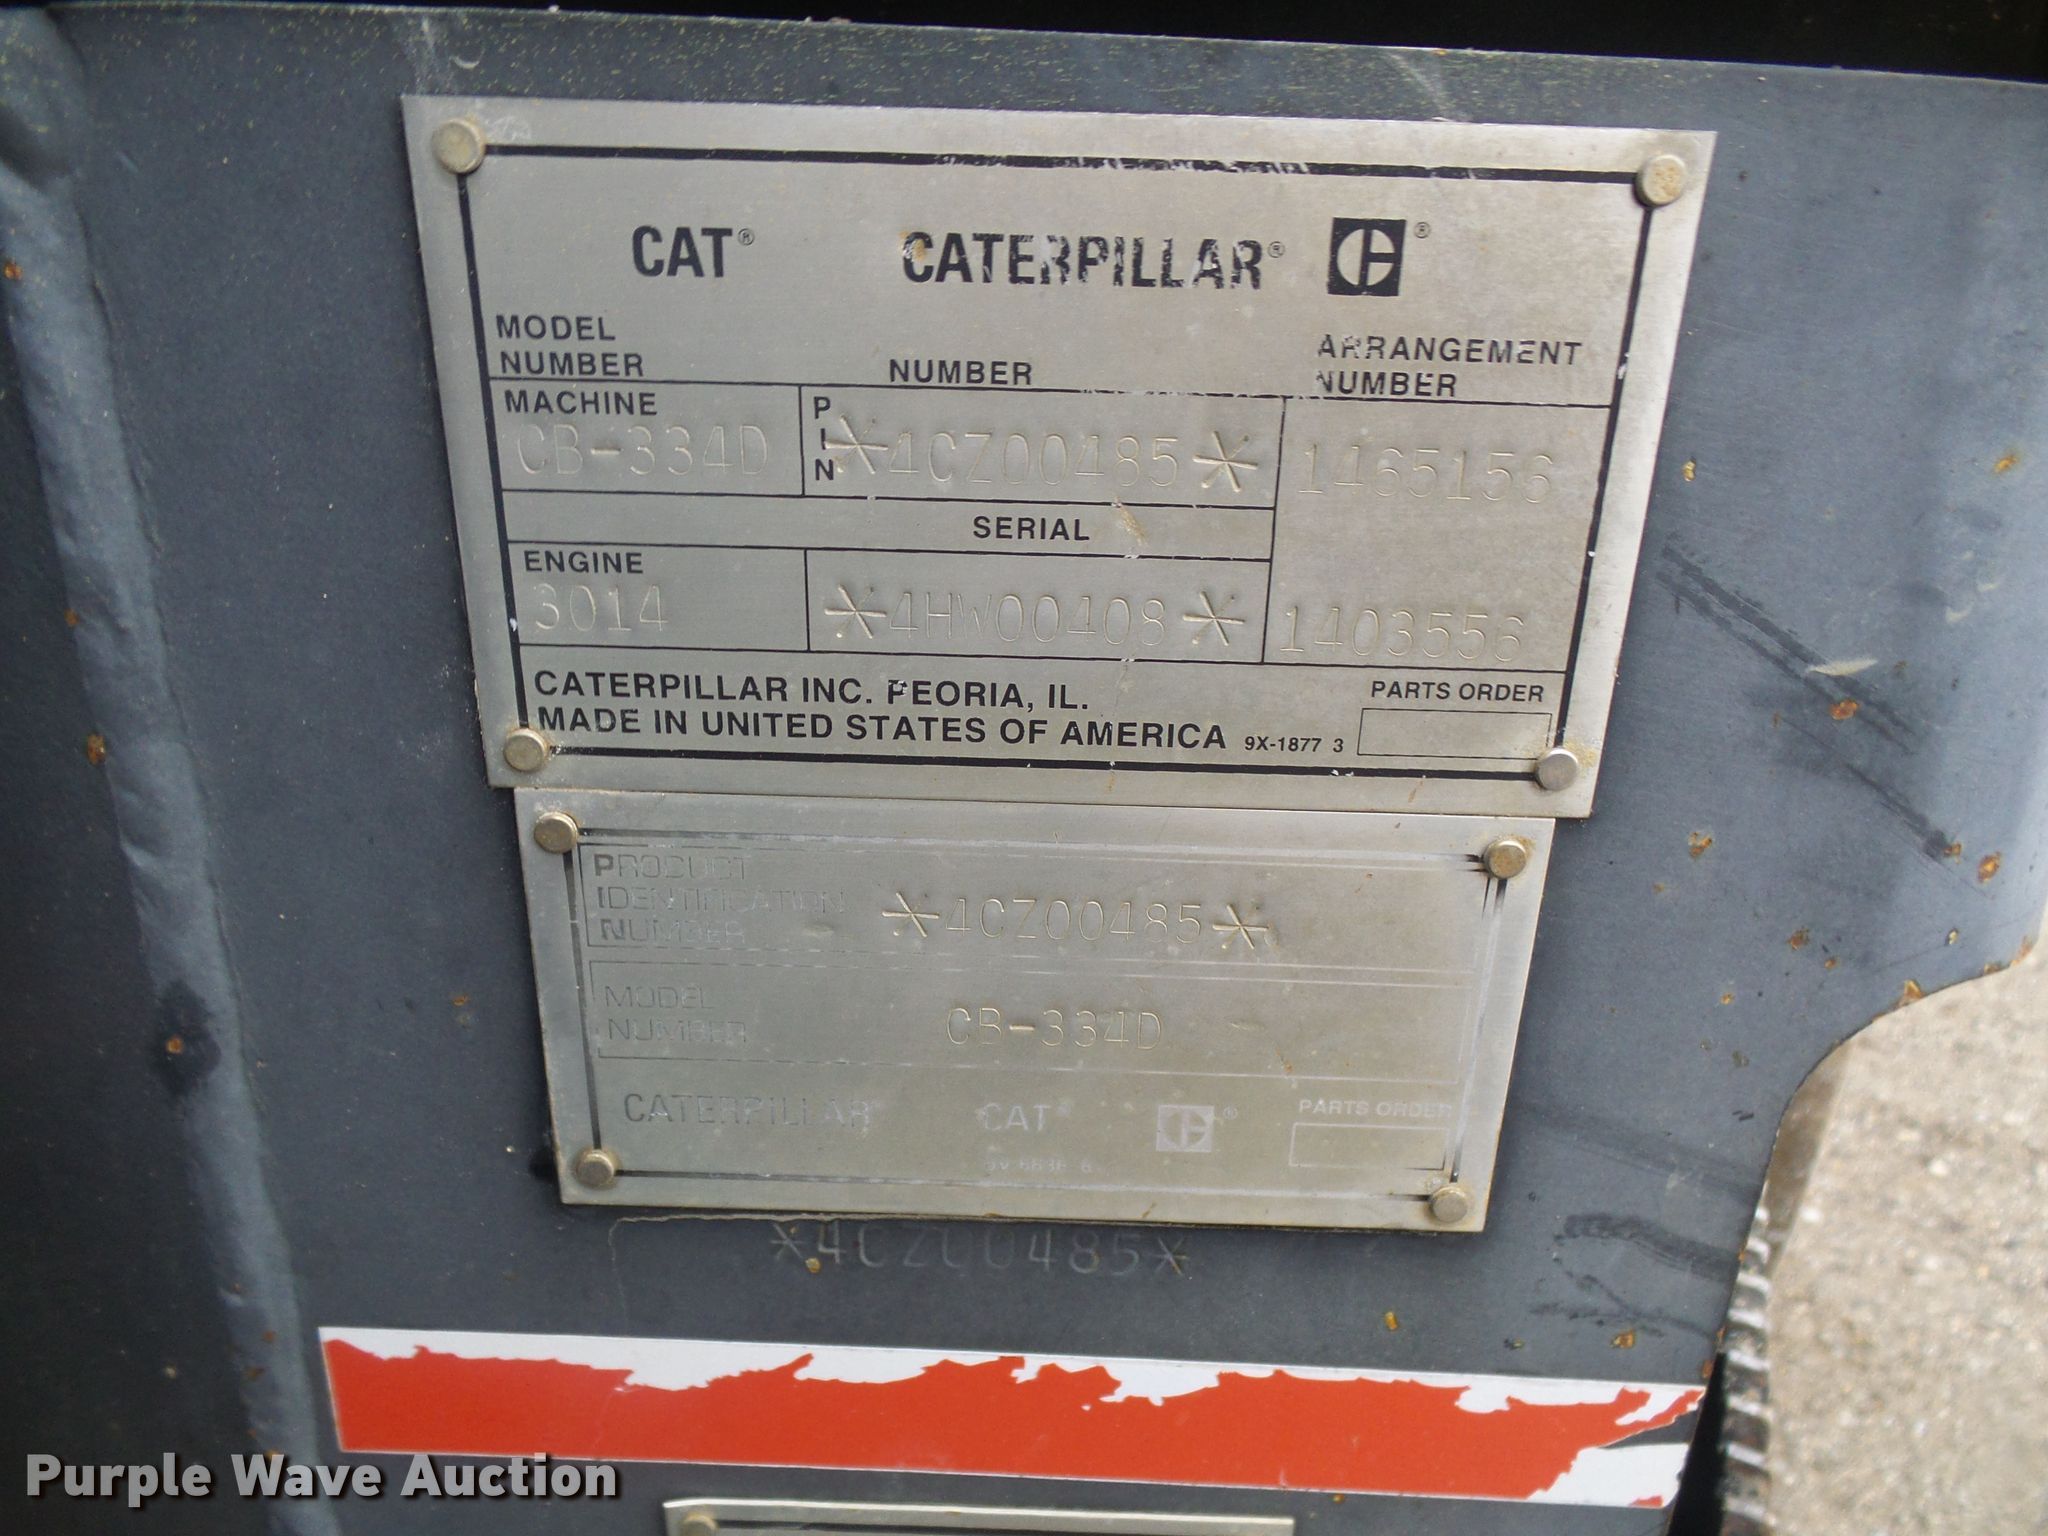 CAT® CATERPILLAR® ®
MODEL NUMBER NUMBER ARRANGEMENT NUMBER
MACHINE PIN
CB-334D *4CZ00485* 1465156
SERIAL
ENGINE
3014 *4HW00408* 1403556
CATERPILLAR INC. PEORIA, IL.
PARTS ORDER
MADE IN UNITED STATES OF AMERICA 9X-1877 3
PRODUCT
IDENTIFICATION *4CZ00485*
NUMBER
MODEL
NUMBER CB-334D
CATERPILLAR CAT ® PARTS ORDER
*4CZ00485*
Purple Wave Auction